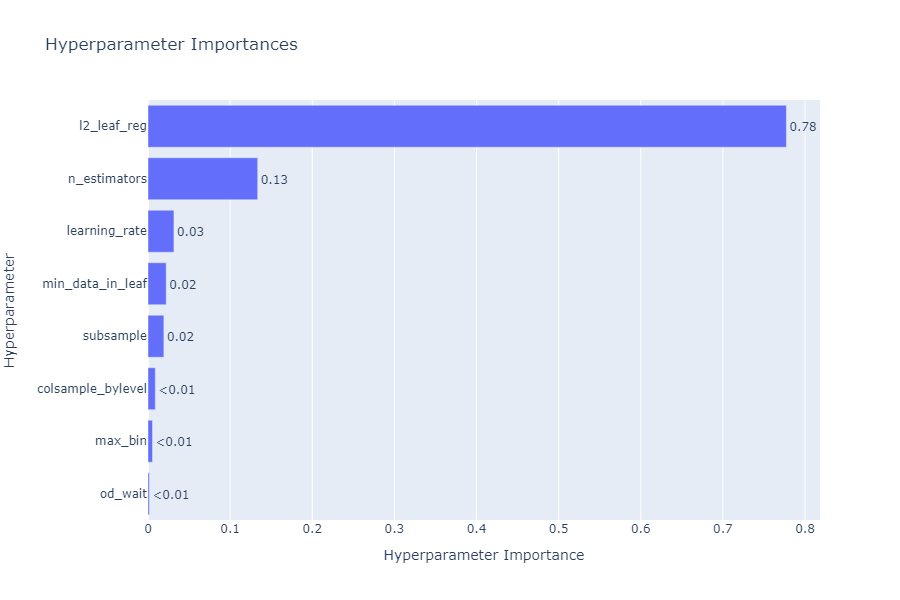 Hyperparameter Importances
l2_leaf_reg
0.78
n_estimators
0.13
learning_rate
0.03
min_data_in_leaf
0.02
subsample
0.02
colsample_bylevel
<0.01
max_bin
<0.01
od_wait
<0.01
0 0.1 0.2 0.3 0.4 0.5 0.6 0.7 0.8
Hyperparameter Importance
Hyperparameter